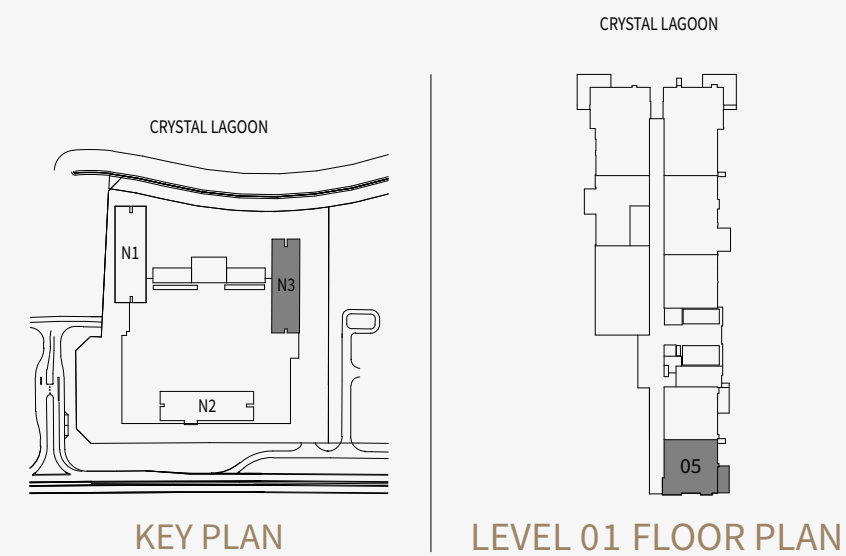 CRYSTAL LAGOON
N1
N3
N2
KEY PLAN
CRYSTAL LAGOON
05
LEVEL 01 FLOOR PLAN